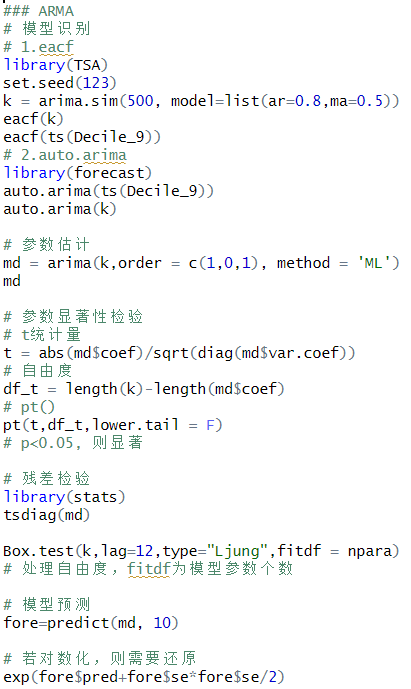 ### ARMA
# 模型识别
# 1.eacf
library(TSA)
set.seed(123)
k = arima.sim(500, model=list(ar=0.8,ma=0.5))
eacf(k)
eacf(ts(Decile_9))
# 2.auto.arima
library(forecast)
auto.arima(ts(Decile_9))
auto.arima(k)
# 参数估计
md = arima(k,order = c(1,0,1), method = 'ML')
md
# 参数显著性检验
# t统计量
t = abs(md$coef)/sqrt(diag(md$var.coef))
# 自由度
df_t = length(k)-length(md$coef)
# pt()
pt(t,df_t,lower.tail = F)
# p<0.05, 则显著
# 残差检验
library(stats)
tsdiag(md)
Box.test(k,lag=12,type="Ljung",fitdf = npara)
# 处理自由度，fitdf为模型参数个数
# 模型预测
fore=predict(md, 10)
# 若对数化，则需要还原
exp(fore$pred+fore$se*fore$se/2)